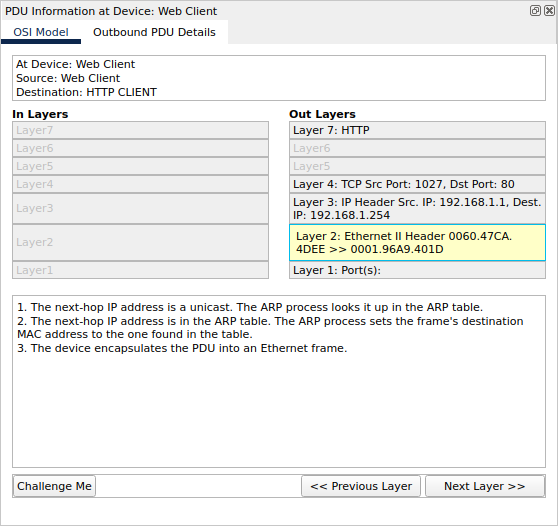 PDU Information at Device: Web Client
OSI Model Outbound PDU Details
At Device: Web Client
Source: Web Client
Destination: HTTP CLIENT
In Layers
Layer7
Layer6
Layer5
Layer4
Layer3
Layer2
Layer1
Out Layers
Layer 7: HTTP
Layer6
Layer5
Layer 4: TCP Src Port: 1027, Dst Port: 80
Layer 3: IP Header Src. IP: 192.168.1.1, Dest.
IP: 192.168.1.254
Layer 2: Ethernet II Header 0060.47CA.
4DEE >> 0001.96A9.401D
Layer 1: Port(s):
1. The next-hop IP address is a unicast. The ARP process looks it up in the ARP table.
2. The next-hop IP address is in the ARP table. The ARP process sets the frame's destination
MAC address to the one found in the table.
3. The device encapsulates the PDU into an Ethernet frame.
Challenge Me << Previous Layer Next Layer >>